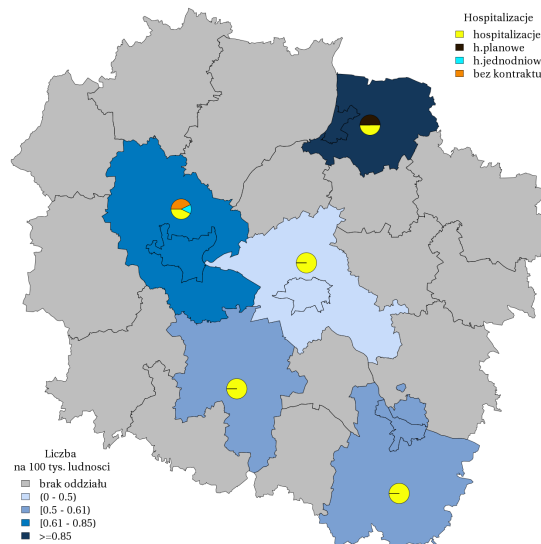 Hospitalizacje
hospitalizacje
h.planowe
h.jednodniow
bez kontraktu
Liczba
na 100 tys. ludnosci
brak oddziału
(0 - 0.5)
[0.5 - 0.61)
[0.61 - 0.85)
>=0.85